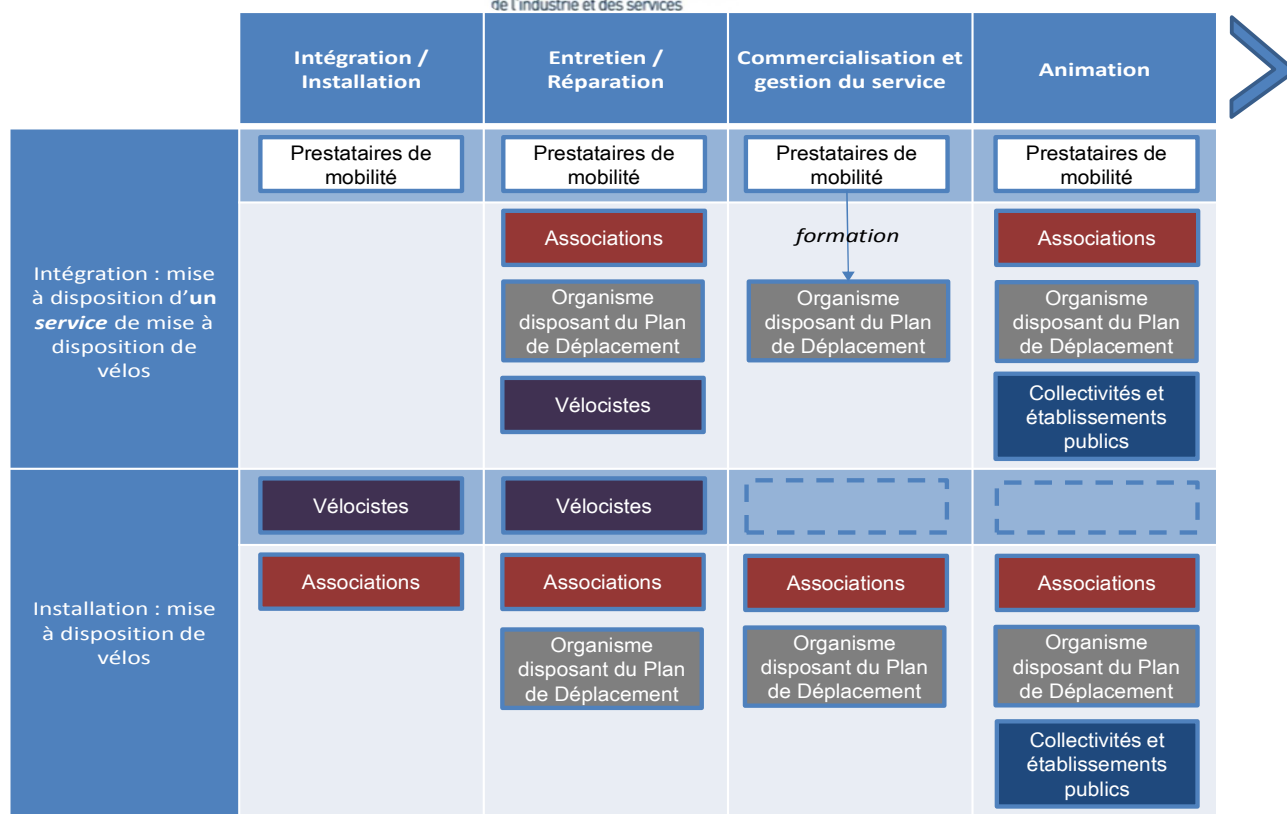 de l'industrie et des services
Intégration /
Installation
Entretien /
Réparation
Commercialisation et
gestion du service
Animation
Intégration : mise
à disposition d'un
service de mise à
disposition de
vélos
Prestataires de
mobilité
Prestataires de
mobilité
Prestataires de
mobilité
Prestataires de
mobilité
Associations
formation
Associations
Organisme
disposant du Plan
de Déplacement
Organisme
disposant du Plan
de Déplacement
Organisme
disposant du Plan
de Déplacement
Vélocistes
Collectivités et
établissements
publics
Installation : mise
à disposition de
vélos
Vélocistes
Vélocistes
Associations
Associations
Associations
Associations
Organisme
disposant du Plan
de Déplacement
Organisme
disposant du Plan
de Déplacement
Organisme
disposant du Plan
de Déplacement
Collectivités et
établissements
publics